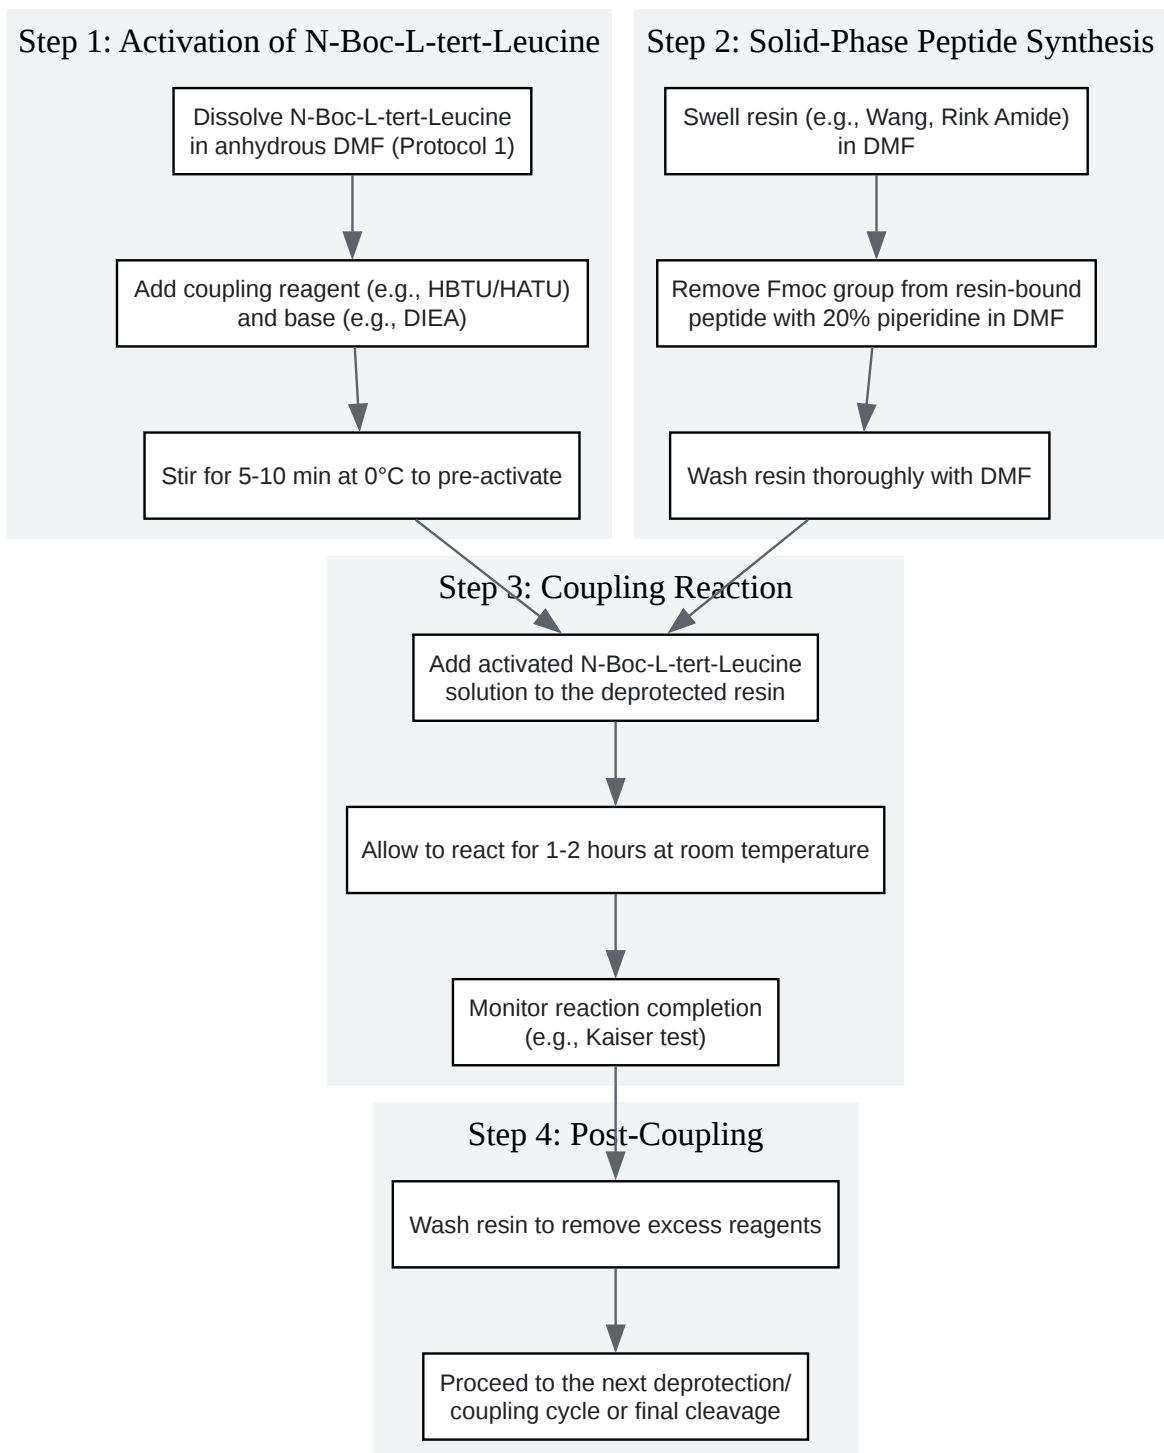 Step 1: Activation of N-Boc-L-tert-Leucine
Dissolve N-Boc-L-tert-Leucine
in anhydrous DMF (Protocol 1)
Add coupling reagent (e.g., HBTU/HATU)
and base (e.g., DIEA)
Stir for 5-10 min at 0°C to pre-activate
Step 2: Solid-Phase Peptide Synthesis
Swell resin (e.g., Wang, Rink Amide)
in DMF
Remove Fmoc group from resin-bound
peptide with 20% piperidine in DMF
Wash resin thoroughly with DMF
Step 3: Coupling Reaction
Add activated N-Boc-L-tert-Leucine
solution to the deprotected resin
Allow to react for 1-2 hours at room temperature
Monitor reaction completion
(e.g., Kaiser test)
Step 4: Post-Coupling
Wash resin to remove excess reagents
Proceed to the next deprotection/
coupling cycle or final cleavage